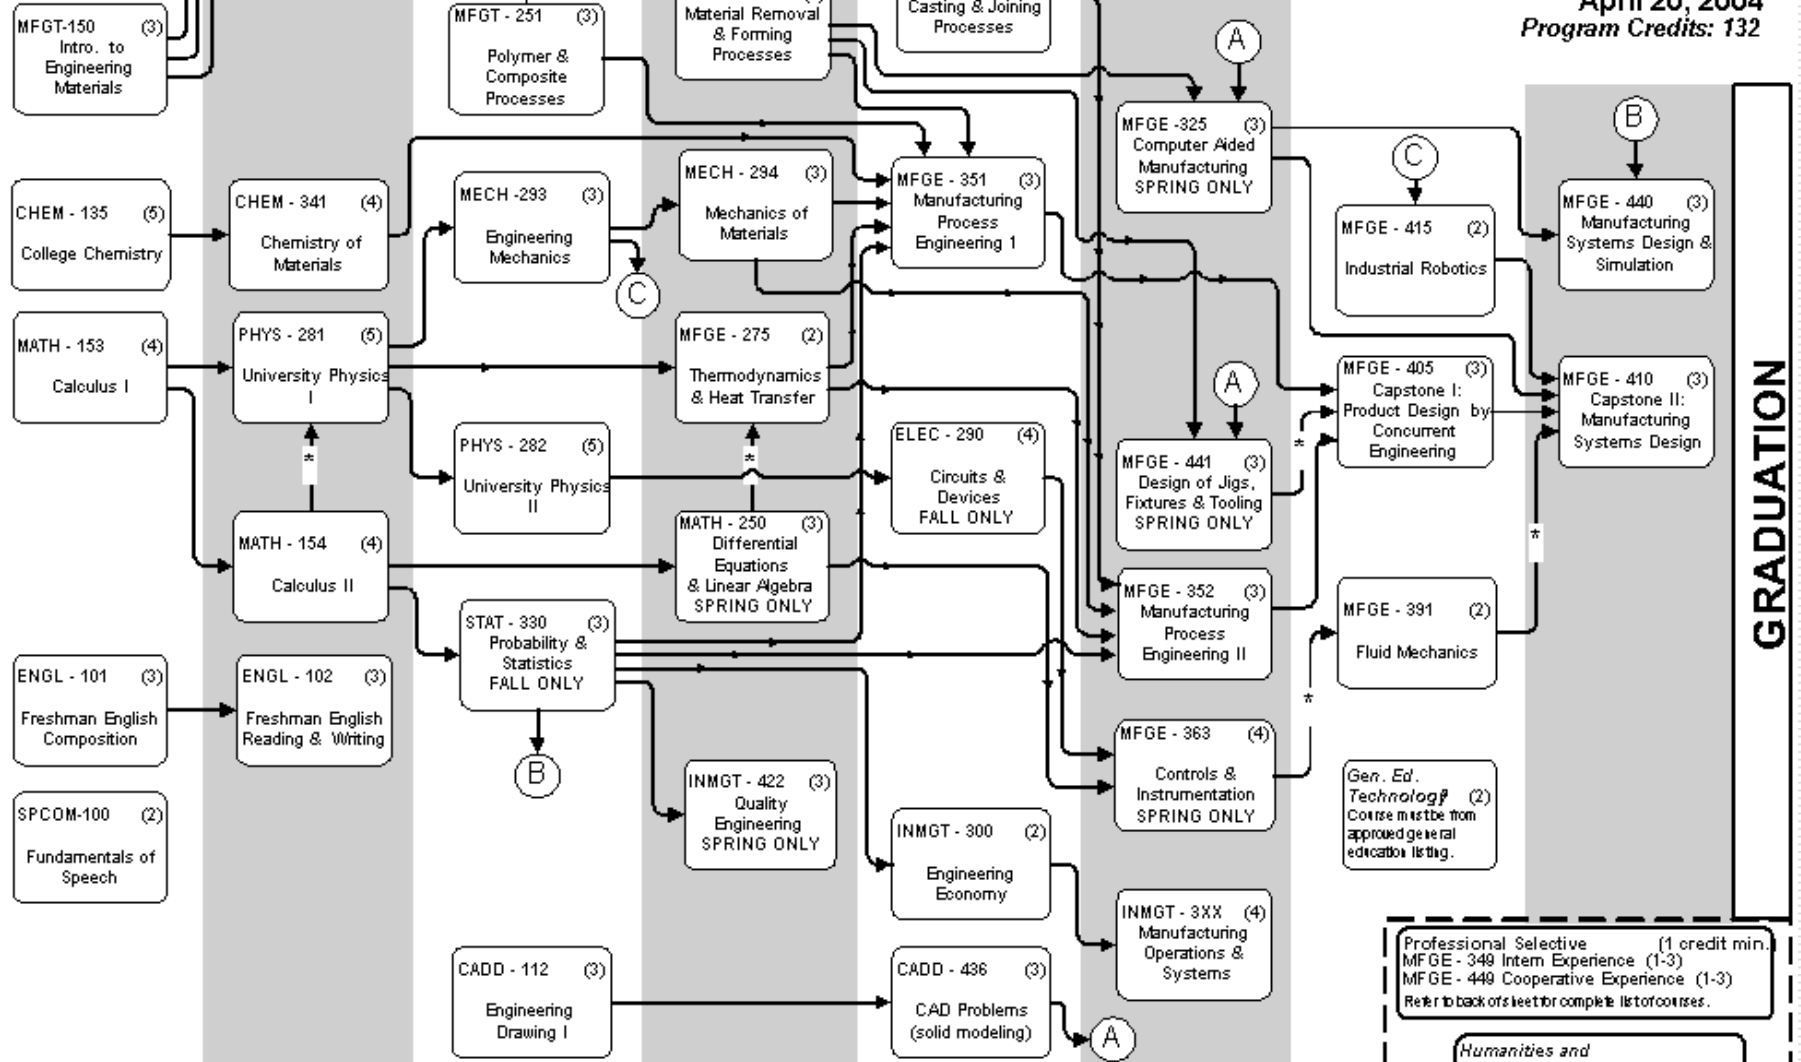 April 20, 2004
Program Credits: 132
MFGT-150 (3)
Intro. to
Engineering
Materials
MFGT - 251 (3)
Polymer &
Composite
Processes
Material Removal
& Forming
Processes
Casting & Joining
Processes
A
MFGE -325 (3)
Computer Aided
Manufacturing
SPRING ONLY
B
C
CHEM - 135 (5)
College Chemistry
CHEM - 341 (4)
Chemistry of
Materials
MECH -293 (3)
Engineering
Mechanics
C
MECH - 294 (3)
Mechanics of
Materials
MFGE - 351 (3)
Manufacturing
Process
Engineering 1
MFGE - 415 (2)
Industrial Robotics
MFGE - 440 (3)
Manufacturing
Systems Design &
Simulation
MATH - 153 (4)
Calculus I
PHYS - 281 (5)
University Physics
I
*
MFGE - 275 (2)
Thermodynamics
& Heat Transfer
*
A
MFGE - 405 (3)
Capstone I:
Product Design by
Concurrent
Engineering
*
MFGE - 410 (3)
Capstone II:
Manufacturing
Systems Design
GRADUATION
PHYS - 282 (5)
University Physics
II
ELEC - 290 (4)
Circuits &
Devices
FALL ONLY
MFGE - 441 (3)
Design of Jigs,
Fixtures & Tooling
SPRING ONLY
MATH - 154 (4)
Calculus II
MATH - 250 (3)
Differential
Equations
& Linear Algebra
SPRING ONLY
*
MFGE - 352 (3)
Manufacturing
Process
Engineering II
MFGE - 391 (2)
Fluid Mechanics
STAT - 330 (3)
Probability &
Statistics
FALL ONLY
B
ENGL - 101 (3)
Freshman English
Composition
ENGL - 102 (3)
Freshman English
Reading & Writing
*
INMGT - 422 (3)
Quality
Engineering
SPRING ONLY
MFGE - 363 (4)
Controls &
Instrumentation
SPRING ONLY
Gen. Ed.
Technology (2)
Course must be from
approved general
education listing.
SPCOM-100 (2)
Fundamentals of
Speech
INMGT - 300 (2)
Engineering
Economy
INMGT - 3XX (4)
Manufacturing
Operations &
Systems
CADD - 112 (3)
Engineering
Drawing I
CADD - 436 (3)
CAD Problems
(solid modeling)
A
Professional Selective (1 credit min.)
MFGE - 349 Intern Experience (1-3)
MFGE - 449 Cooperative Experience (1-3)
Refer to back of sheet for complete list of courses.
Humanities and